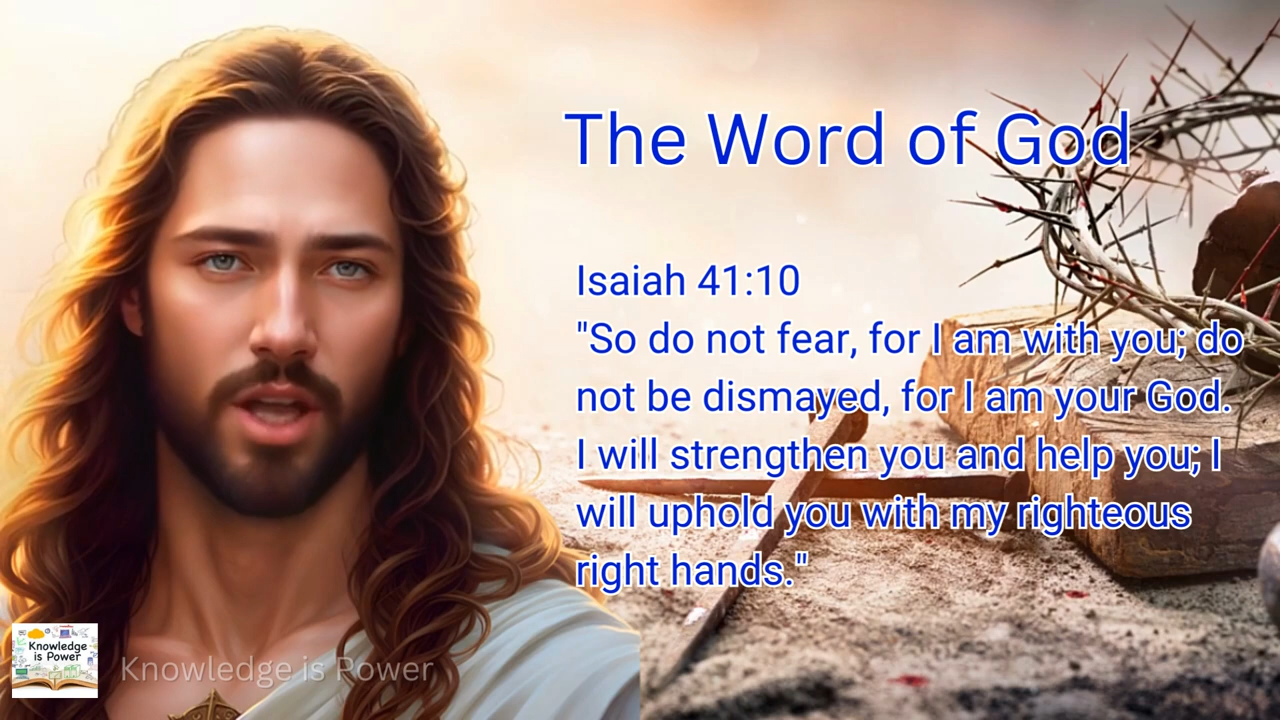 The Word of God
Isaiah 41:10
"So do not fear, for I am with you; do
not be dismayed, for I am your God.
I will strengthen you and help you; I
will uphold you with my righteous
right hands."
Knowledge
is Power
Knowledge is Power